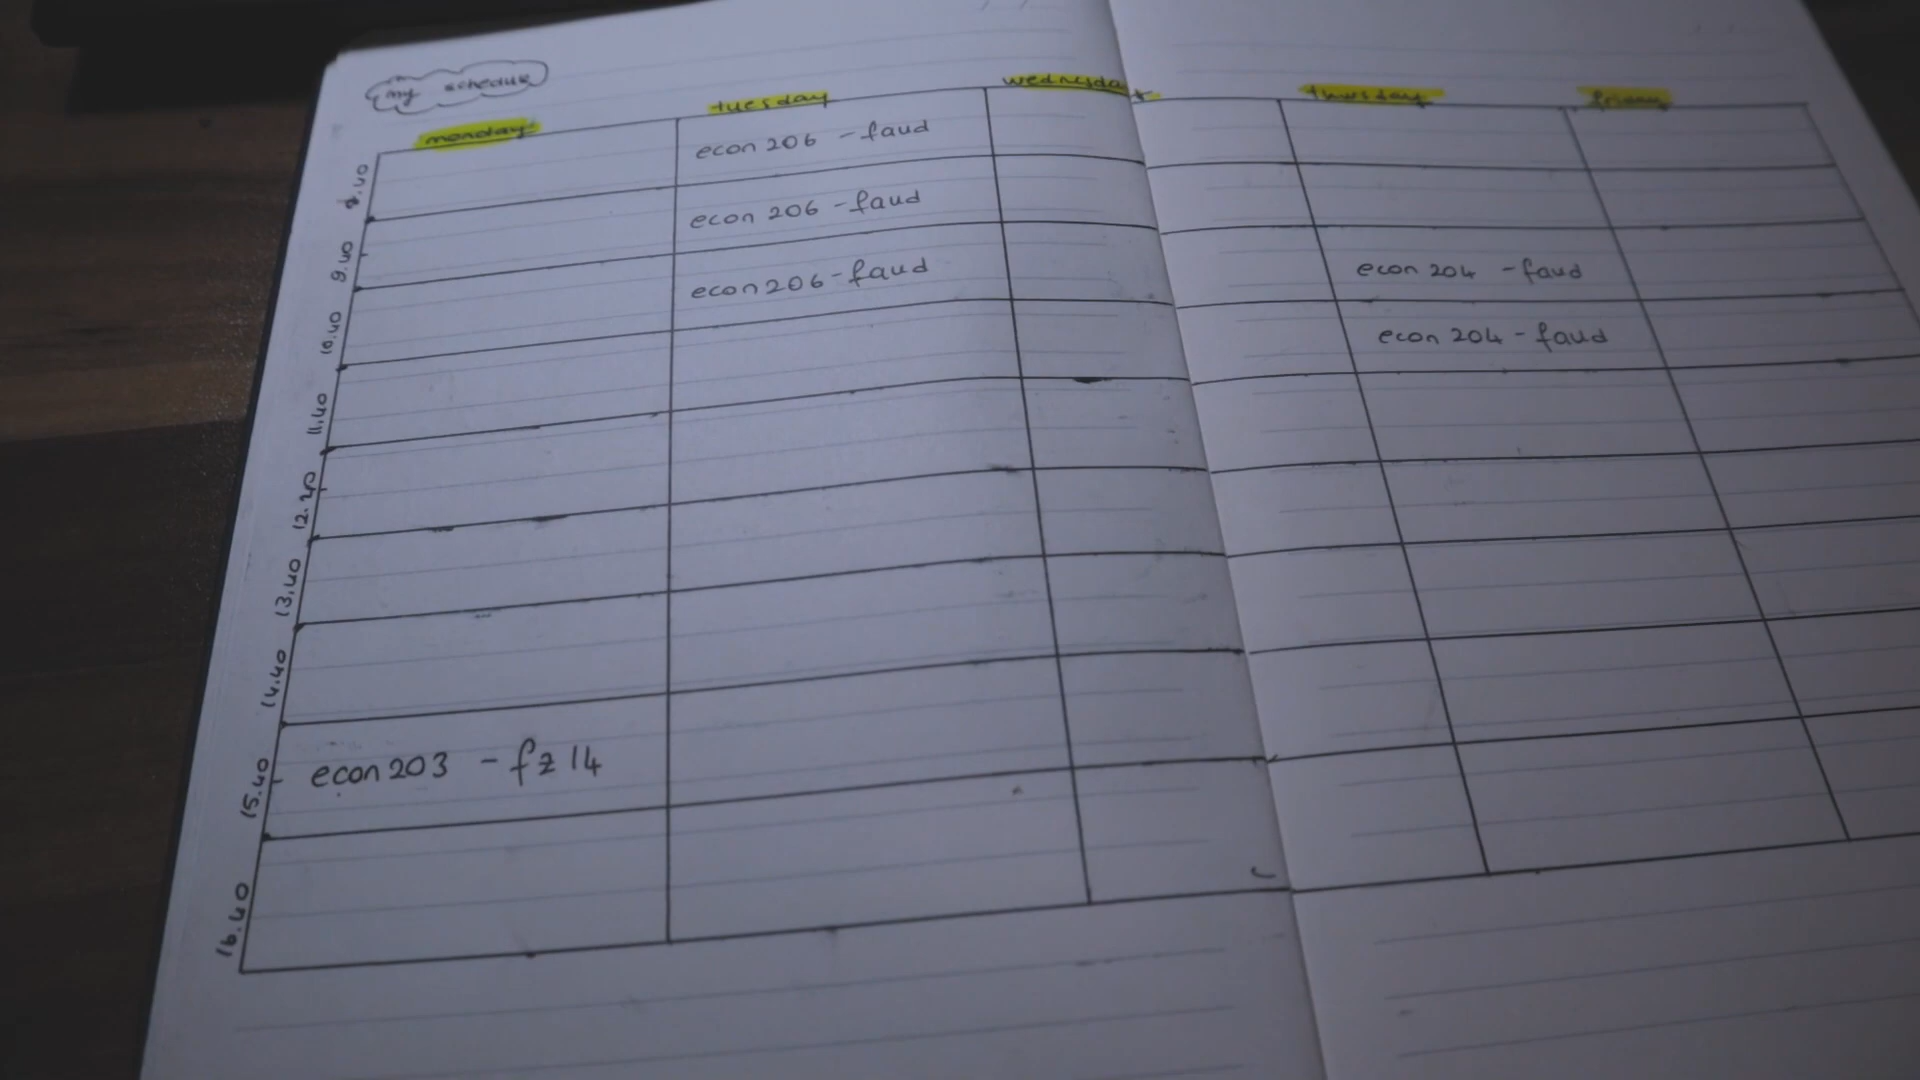 my schedule
monday tuesday wednesday thursday friday
8.40 econ 206 - faud
9.40 econ 206 - faud
10.40 econ 206 - faud econ 204 - faud
11.40 econ 204 - faud
12.40
13.40
14.40
15.40 econ 203 - fz 14
16.40